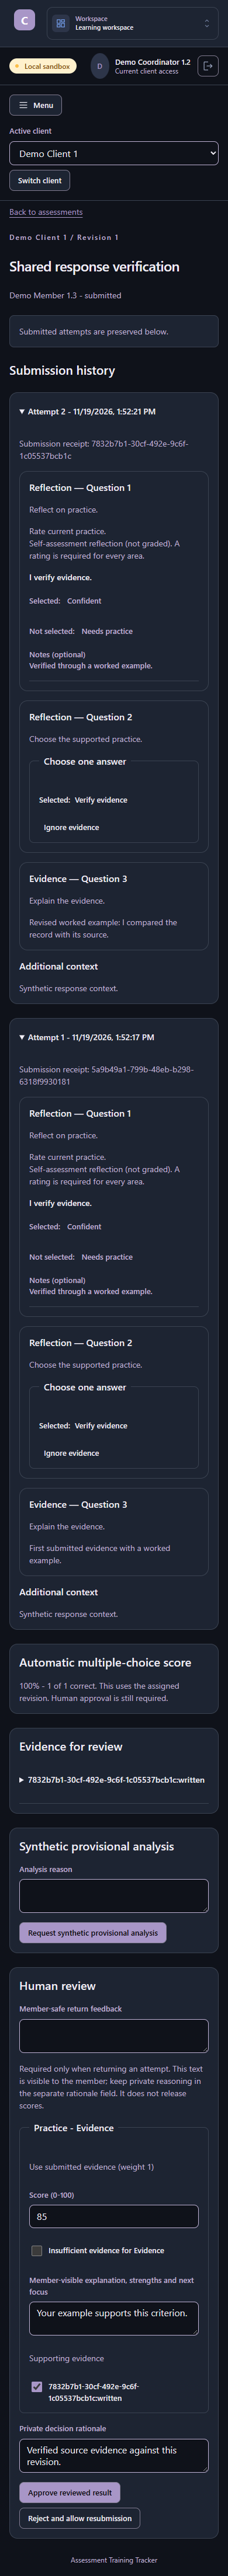 C
Workspace
Learning workspace
Local sandbox
D
Demo Coordinator 1.2
Current client access
Menu
Active client
Demo Client 1
Switch client
Back to assessments
Demo Client 1 / Revision 1
Shared response verification
Demo Member 1.3 - submitted
Submitted attempts are preserved below.
Submission history
Attempt 2 - 11/19/2026, 1:52:21 PM
Submission receipt: 7832b7b1-30cf-492e-9c6f-
1c05537bcb1c
Reflection — Question 1
Reflect on practice.
Rate current practice.
Self-assessment reflection (not graded). A
rating is required for every area.
I verify evidence.
Selected: Confident
Not selected: Needs practice
Notes (optional)
Verified through a worked example.
Reflection — Question 2
Choose the supported practice.
Choose one answer
Selected: Verify evidence
Ignore evidence
Evidence — Question 3
Explain the evidence.
Revised worked example: I compared the
record with its source.
Additional context
Synthetic response context.
Attempt 1 - 11/19/2026, 1:52:17 PM
Submission receipt: 5a9b49a1-799b-48eb-b298-
6318f9930181
Reflection — Question 1
Reflect on practice.
Rate current practice.
Self-assessment reflection (not graded). A
rating is required for every area.
I verify evidence.
Selected: Confident
Not selected: Needs practice
Notes (optional)
Verified through a worked example.
Reflection — Question 2
Choose the supported practice.
Choose one answer
Selected: Verify evidence
Ignore evidence
Evidence — Question 3
Explain the evidence.
First submitted evidence with a worked
example.
Additional context
Synthetic response context.
Automatic multiple-choice score
100% - 1 of 1 correct. This uses the assigned
revision. Human approval is still required.
Evidence for review
7832b7b1-30cf-492e-9c6f-1c05537bcb1c:written
Synthetic provisional analysis
Analysis reason
Request synthetic provisional analysis
Human review
Member-safe return feedback
Required only when returning an attempt. This text
is visible to the member; keep private reasoning in
the separate rationale field. It does not release
scores.
Practice - Evidence
Use submitted evidence (weight 1)
Score (0-100)
85
Insufficient evidence for Evidence
Member-visible explanation, strengths and next
focus
Your example supports this criterion.
Supporting evidence
7832b7b1-30cf-492e-9c6f-
1c05537bcb1c:written
Private decision rationale
Verified source evidence against this
revision.
Approve reviewed result
Reject and allow resubmission
Assessment Training Tracker